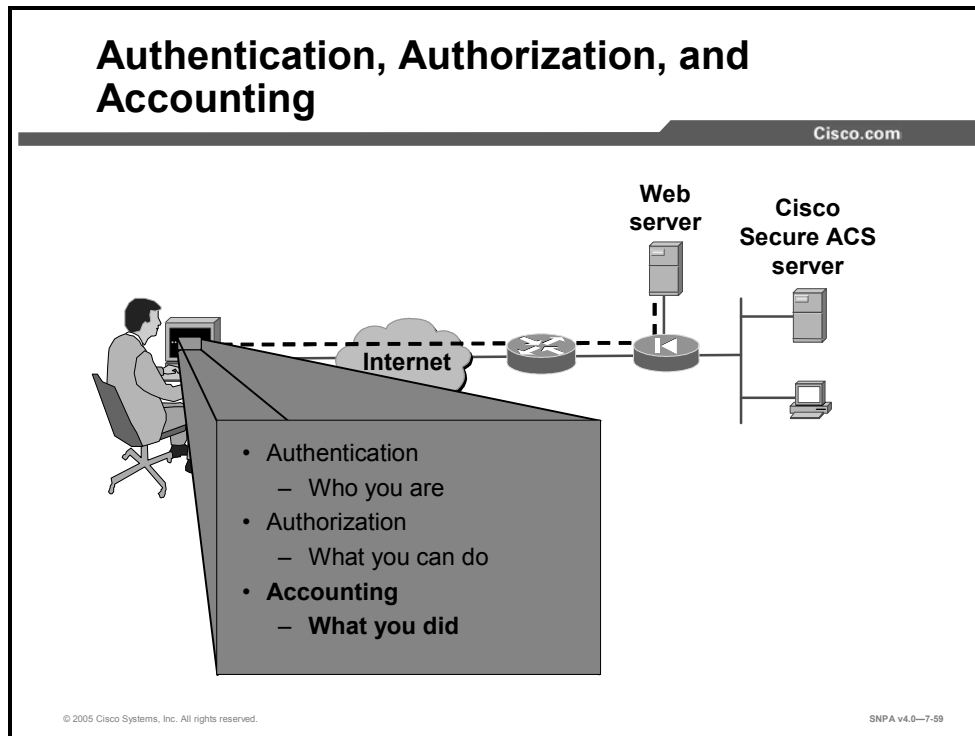 Authentication, Authorization, and
Accounting
Cisco.com
Web
server
Cisco
Secure ACS
server
Internet
• Authentication
– Who you are
• Authorization
– What you can do
• Accounting
– What you did
© 2005 Cisco Systems, Inc. All rights reserved.
SNPA v4.0—7-59